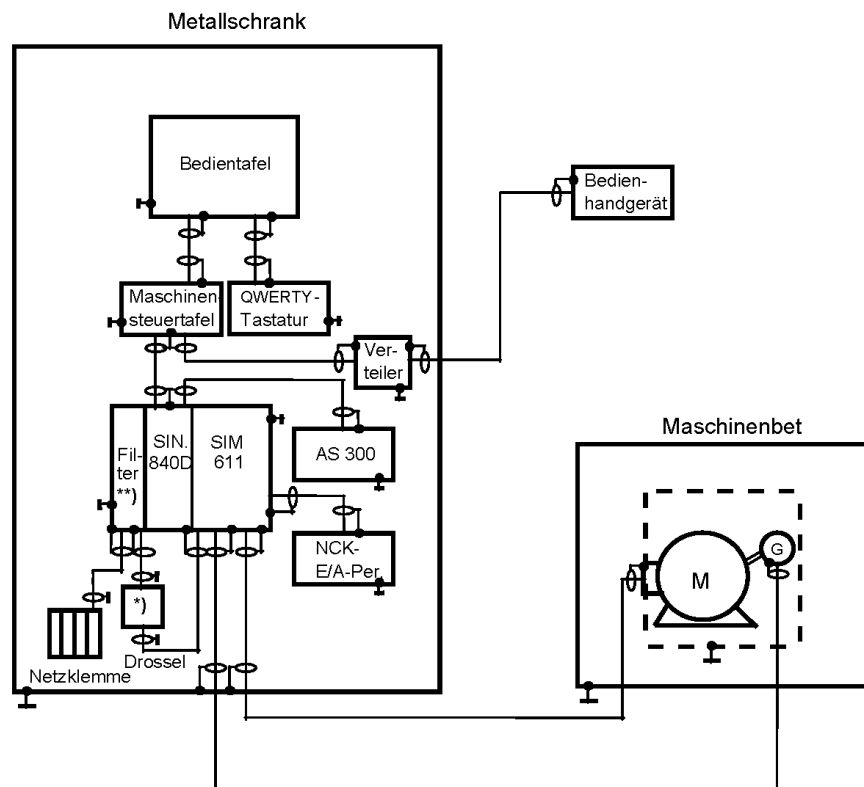 Metallschrank
Bedientafel
Bedien-
handgerät
Maschinen-
steuertafel
QWERTY-
Tastatur
Ver-
teiler
Fil-
ter
**)
SIN.
840D
SIM
611
AS 300
NCK-
E/A-Per.
*)
Drossel
Netzklemme
Maschinenbet
M
G